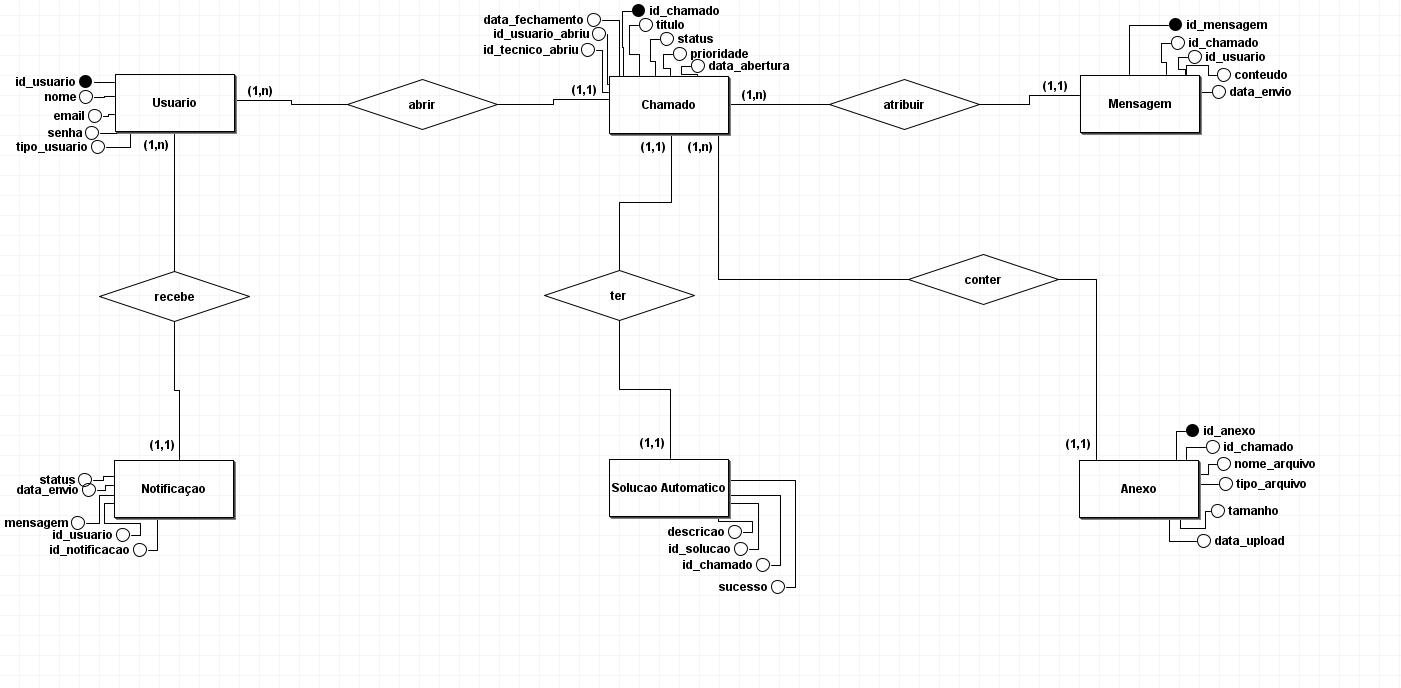 id_usuario
nome
email
senha
tipo_usuario
Usuario
(1,n)
(1,n)
abrir
(1,1)
data_fechamento
id_usuario_abriu
id_tecnico_abriu
id_chamado
titulo
status
prioridade
data_abertura
Chamado
(1,n)
(1,1)
(1,n)
atribuir
(1,1)
id_mensagem
id_chamado
id_usuario
conteudo
data_envio
Mensagem
recebe
ter
conter
(1,1)
status
data_envio
mensagem
id_usuario
id_notificacao
Notificaçao
(1,1)
Solucao Automatico
descricao
id_solucao
id_chamado
sucesso
(1,1)
id_anexo
id_chamado
nome_arquivo
tipo_arquivo
tamanho
data_upload
Anexo